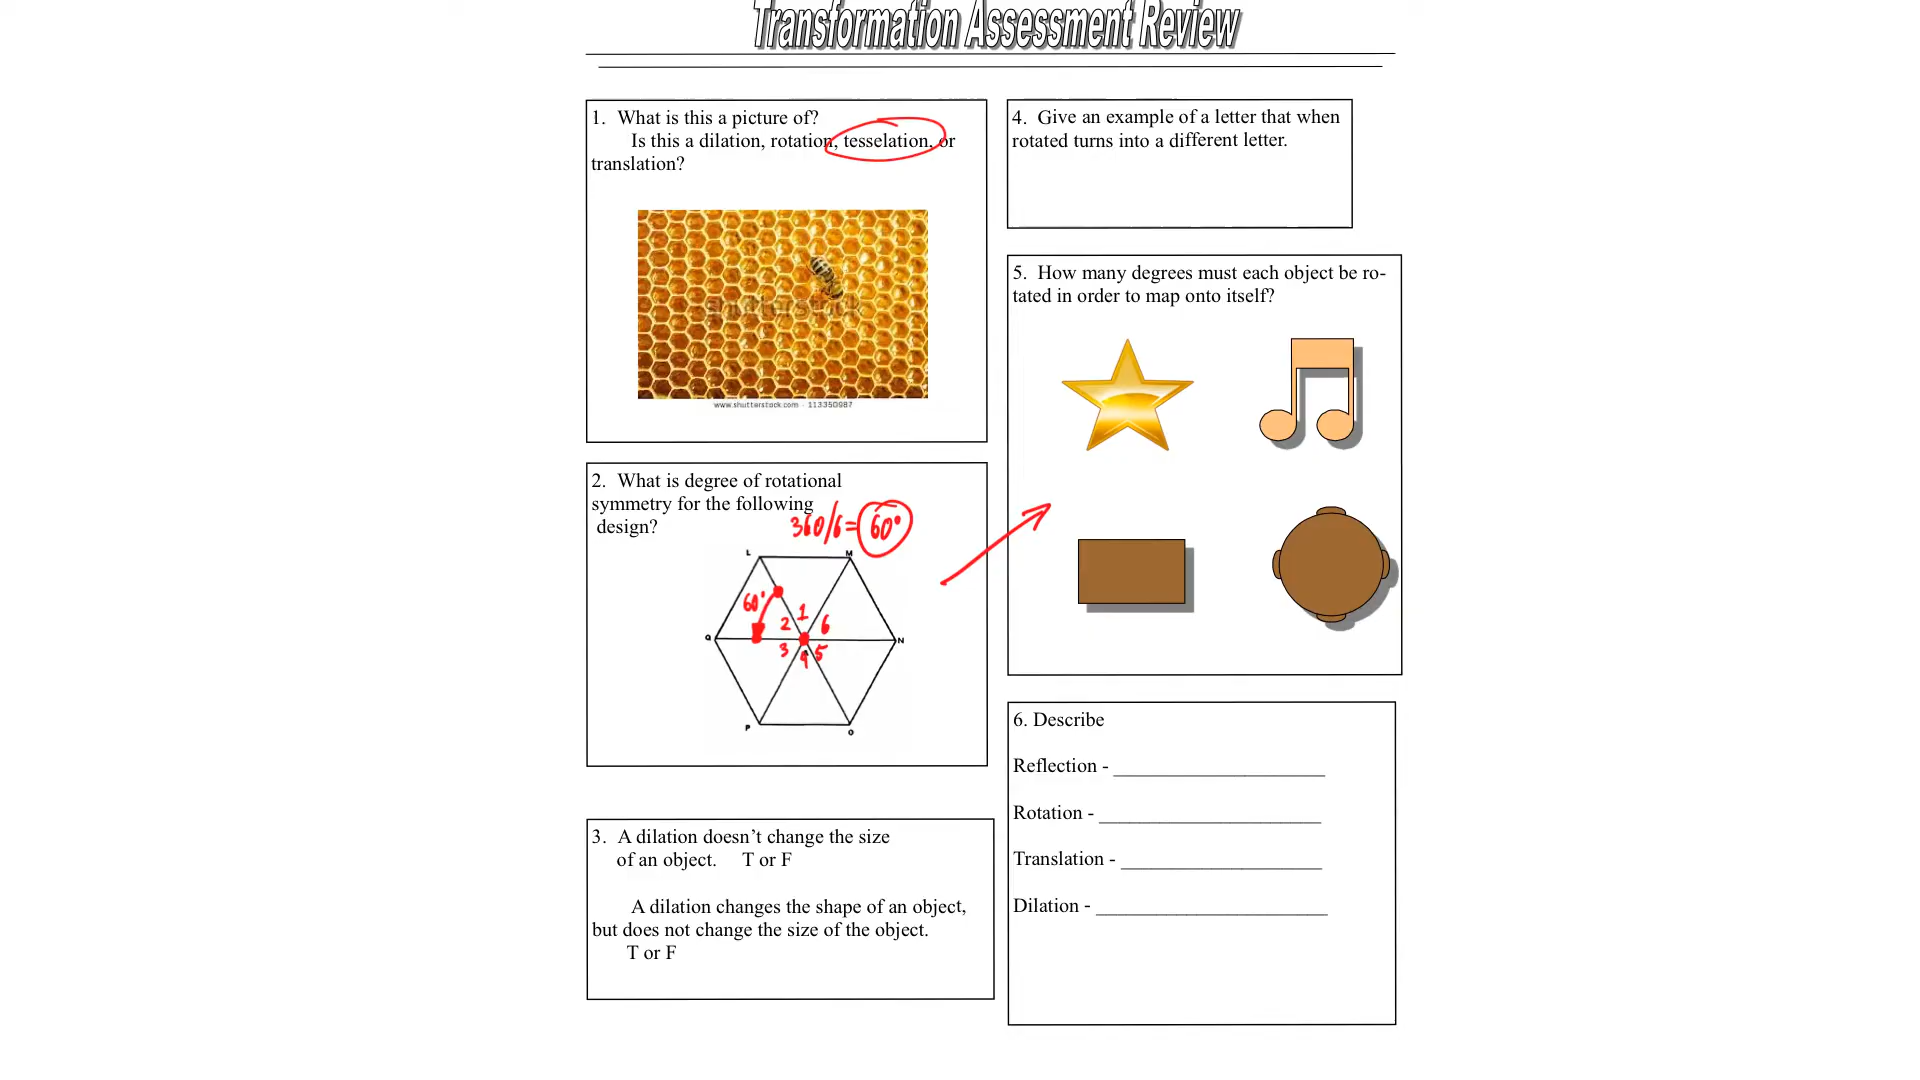 Transformation Assessment Review
1. What is this a picture of?
Is this a dilation, rotation, tesselation, or
translation?
shutterstock
www.shutterstock.com · 113350987
2. What is degree of rotational
symmetry for the following
design?
360/6=60°
L
M
60°
1
2
6
Q
N
3
4
5
P
O
3. A dilation doesn’t change the size
of an object. T or F
A dilation changes the shape of an object,
but does not change the size of the object.
T or F
4. Give an example of a letter that when
rotated turns into a different letter.
5. How many degrees must each object be ro-
tated in order to map onto itself?
6. Describe
Reflection - ______________________
Rotation - _______________________
Translation - _____________________
Dilation - ________________________